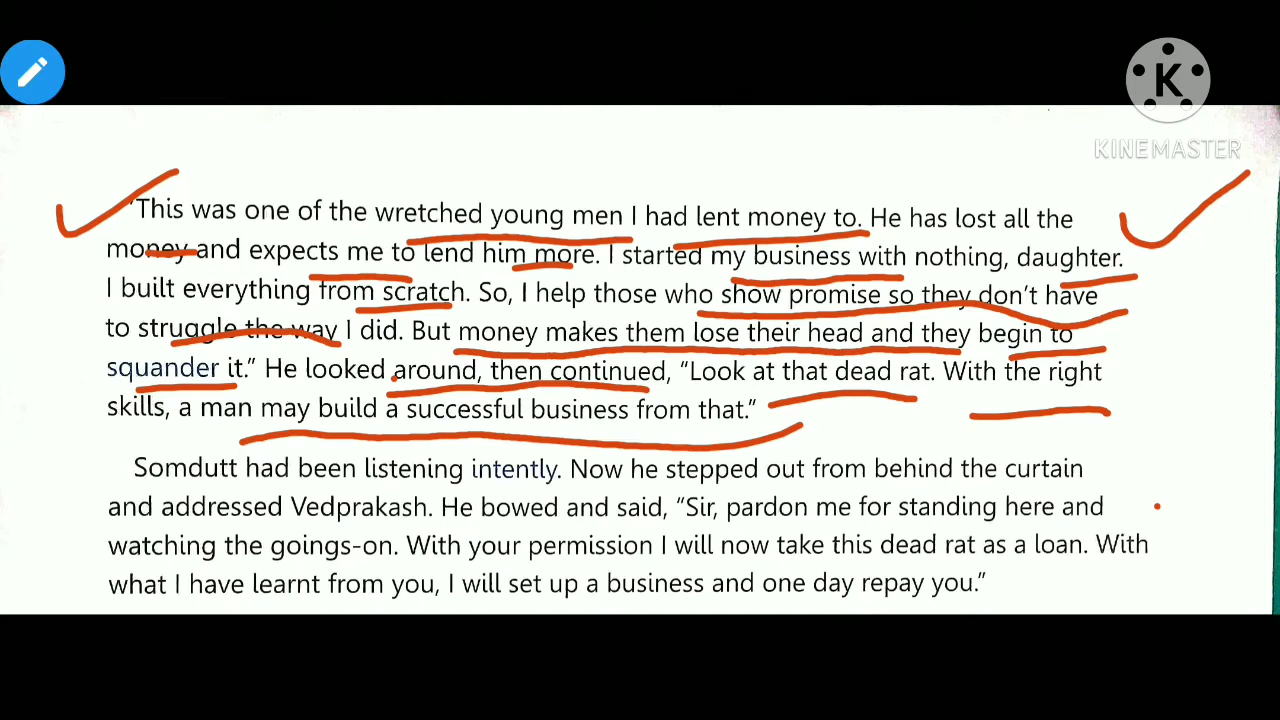 K
KINEMASTER
"This was one of the wretched young men I had lent money to. He has lost all the
money and expects me to lend him more. I started my business with nothing, daughter.
I built everything from scratch. So, I help those who show promise so they don't have
to struggle the way I did. But money makes them lose their head and they begin to
squander it." He looked around, then continued, "Look at that dead rat. With the right
skills, a man may build a successful business from that."
Somdutt had been listening intently. Now he stepped out from behind the curtain
and addressed Vedprakash. He bowed and said, "Sir, pardon me for standing here and
watching the goings-on. With your permission I will now take this dead rat as a loan. With
what I have learnt from you, I will set up a business and one day repay you."